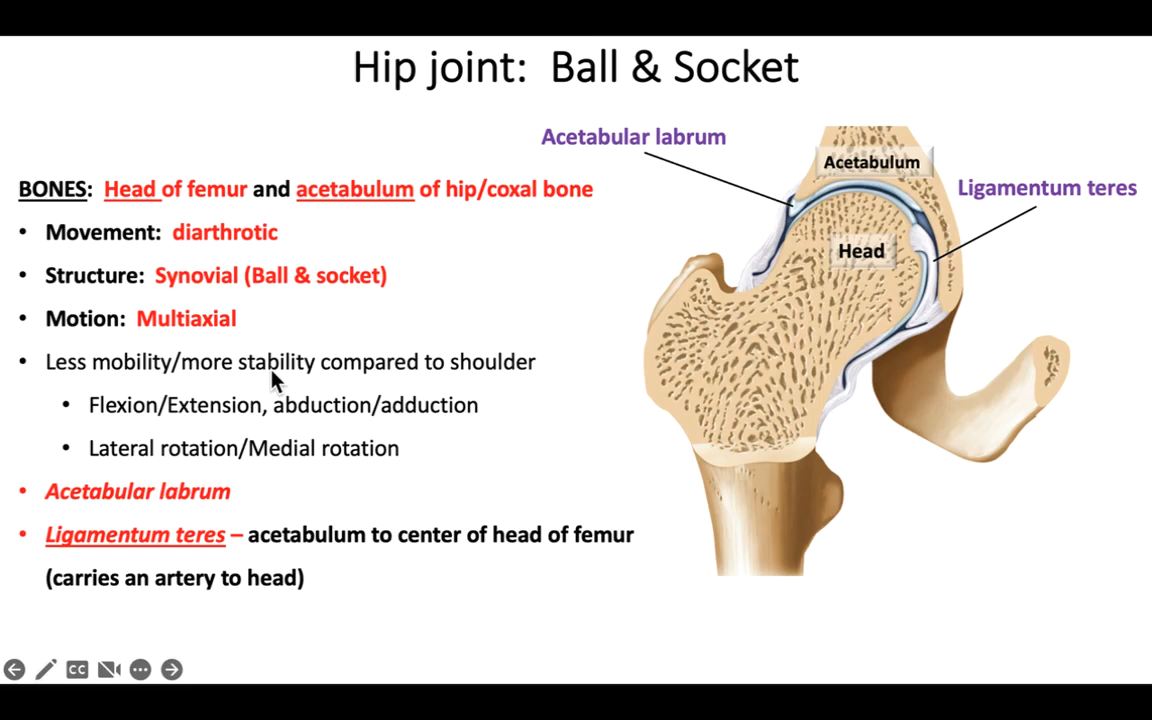 Hip joint:  Ball & Socket
Acetabular labrum
Acetabulum
Ligamentum teres
Head
BONES:  Head of femur and acetabulum of hip/coxal bone
• Movement:  diarthrotic
• Structure:  Synovial (Ball & socket)
• Motion:  Multiaxial
• Less mobility/more stability compared to shoulder
• Flexion/Extension, abduction/adduction
• Lateral rotation/Medial rotation
• Acetabular labrum
• Ligamentum teres – acetabulum to center of head of femur
(carries an artery to head)
CC